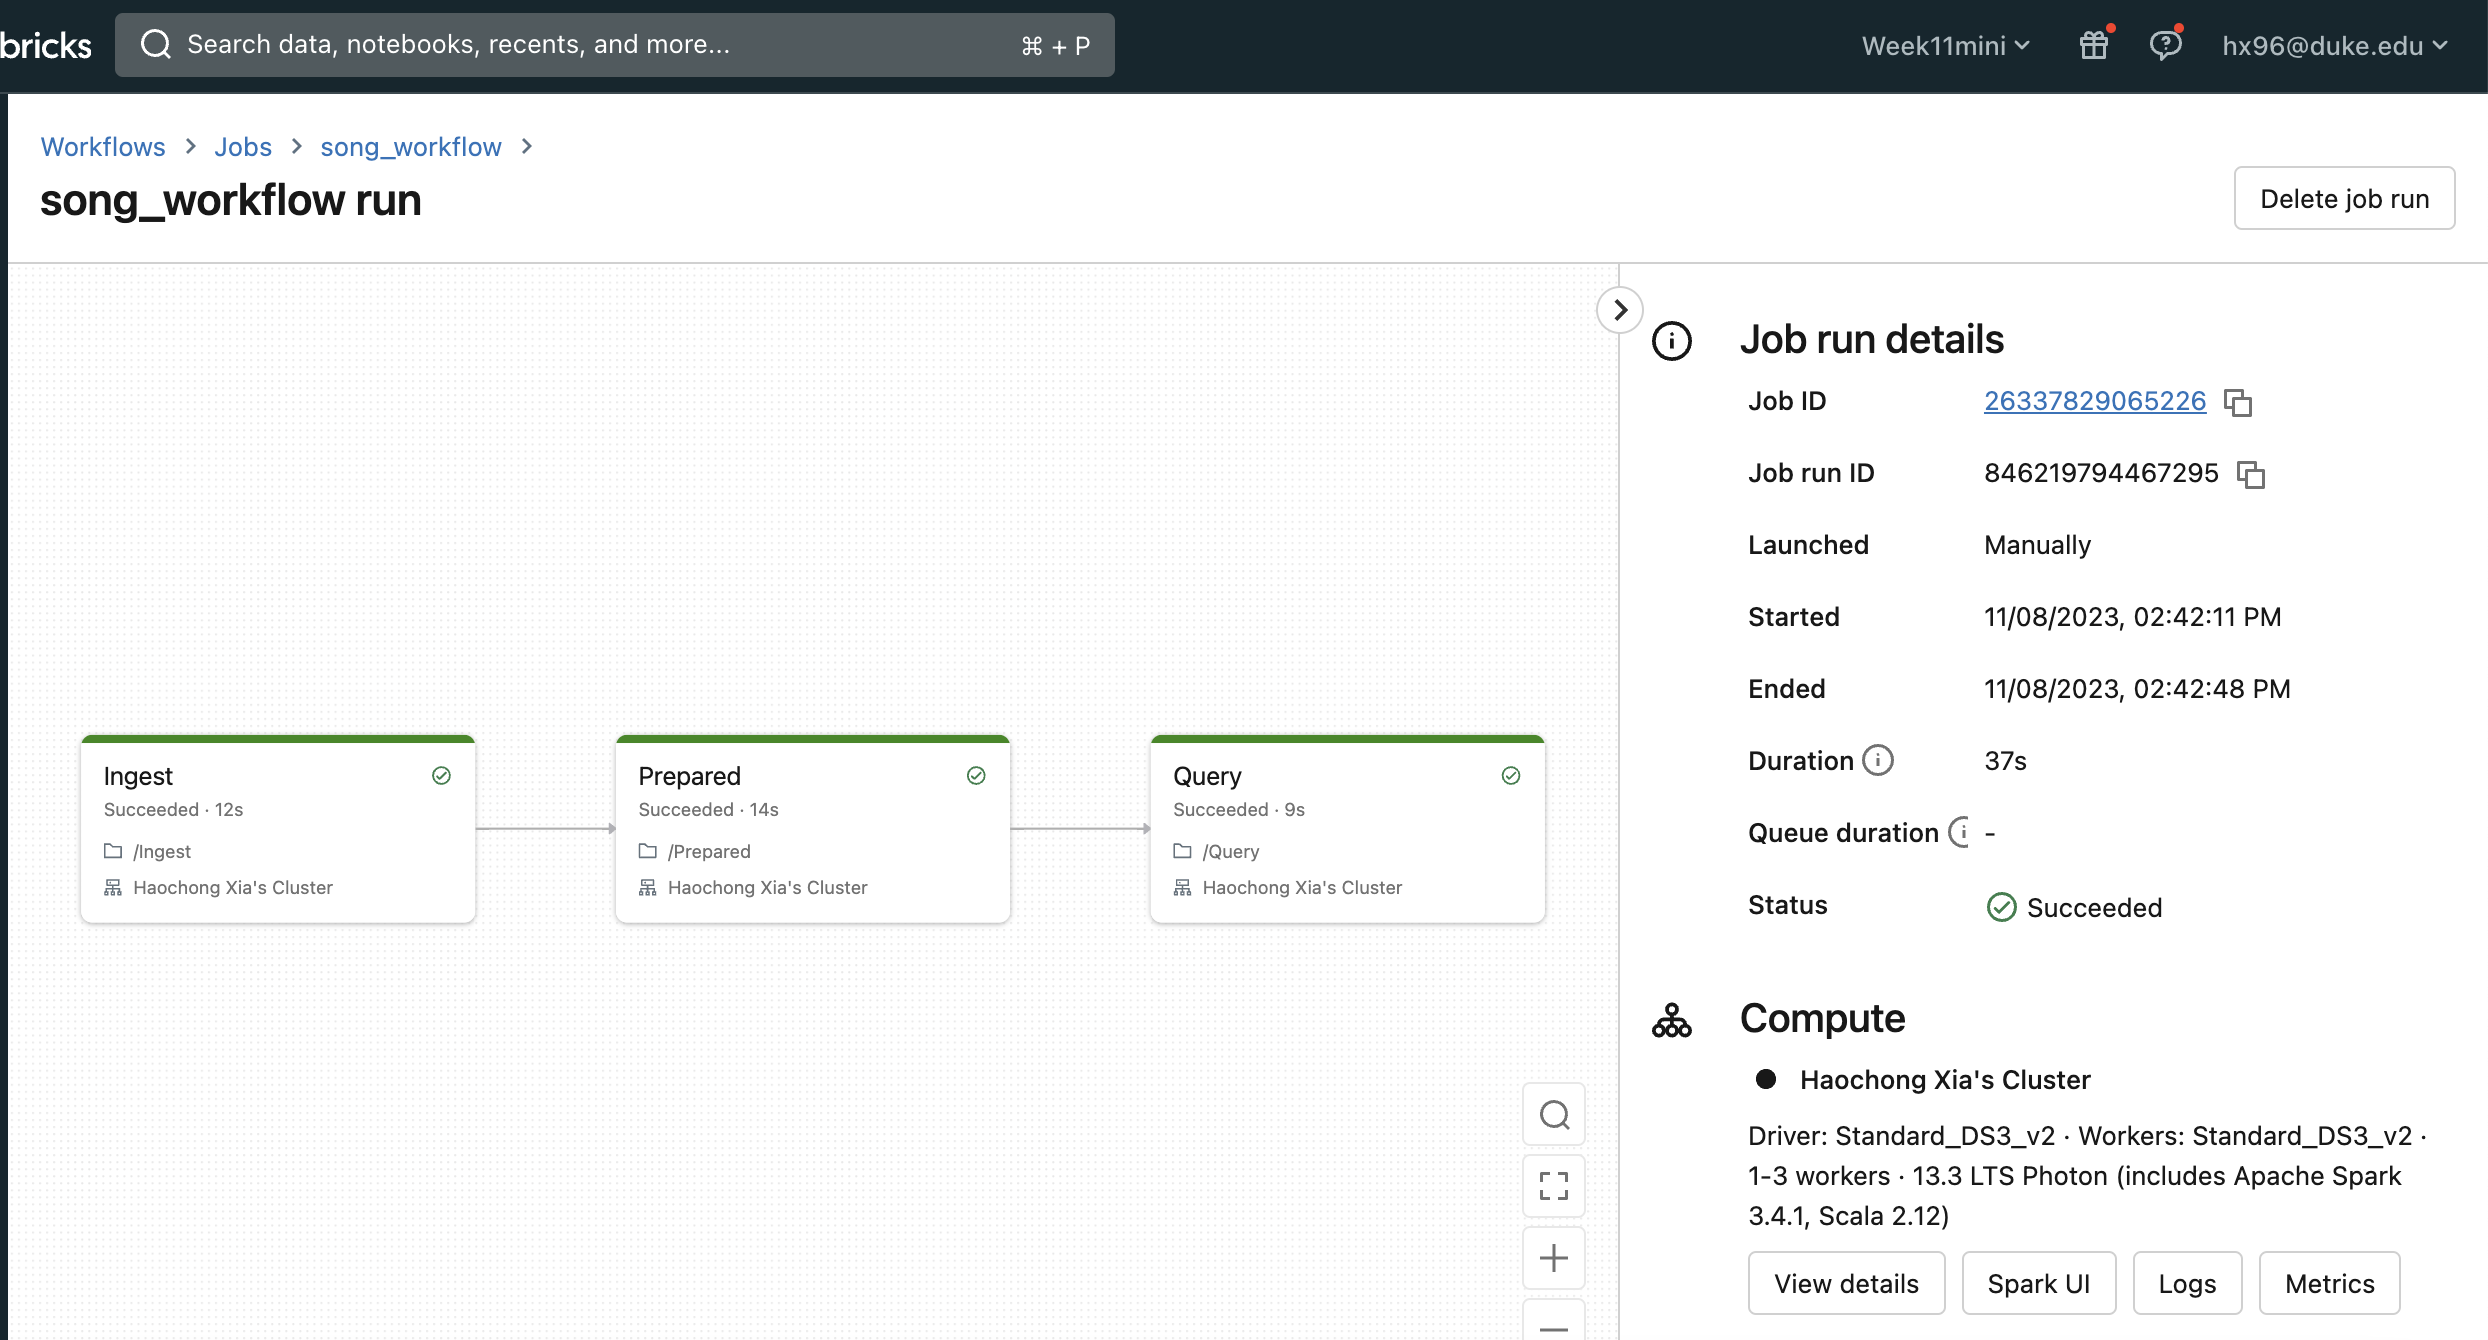 bricks
Search data, notebooks, recents, and more...
⌘ + P
Week11mini
hx96@duke.edu
Workflows > Jobs > song_workflow >
song_workflow run
Delete job run
Ingest
Succeeded · 12s
/Ingest
Haochong Xia's Cluster
Prepared
Succeeded · 14s
/Prepared
Haochong Xia's Cluster
Query
Succeeded · 9s
/Query
Haochong Xia's Cluster
Job run details
Job ID 26337829065226
Job run ID 846219794467295
Launched Manually
Started 11/08/2023, 02:42:11 PM
Ended 11/08/2023, 02:42:48 PM
Duration 37s
Queue duration -
Status Succeeded
Compute
Haochong Xia's Cluster
Driver: Standard_DS3_v2 · Workers: Standard_DS3_v2 ·
1-3 workers · 13.3 LTS Photon (includes Apache Spark
3.4.1, Scala 2.12)
View details
Spark UI
Logs
Metrics